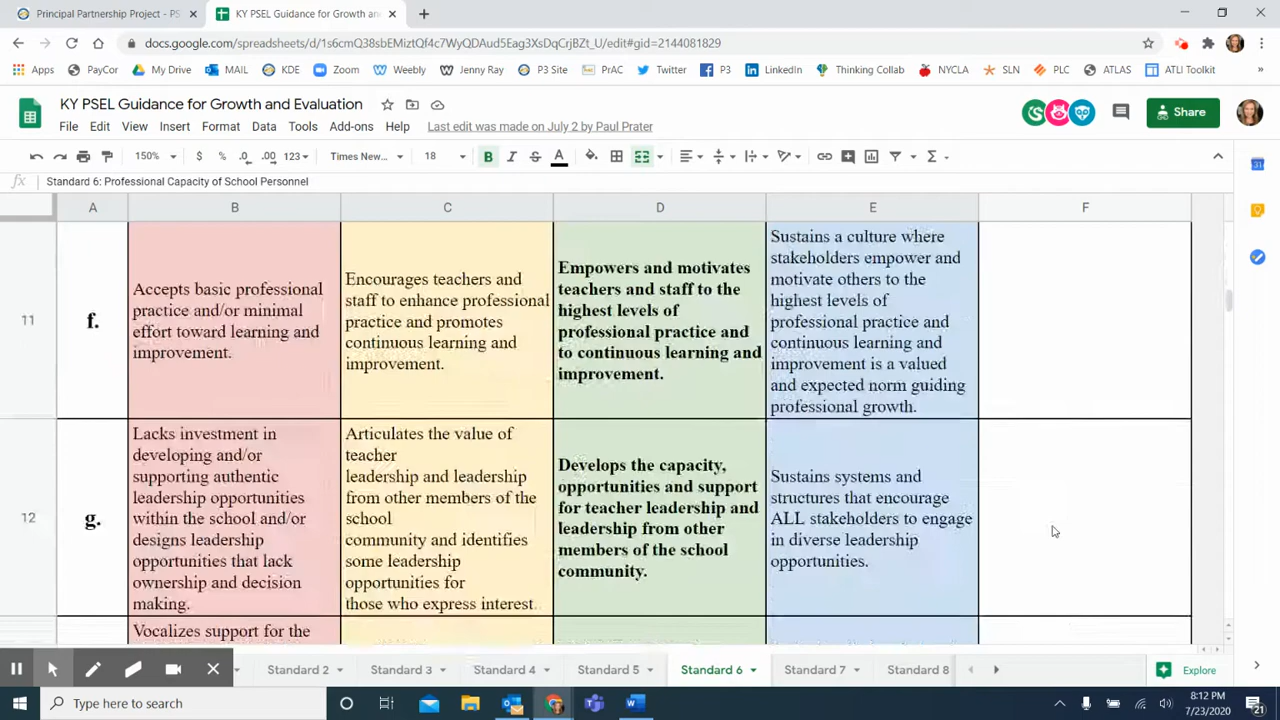 Principal Partnership Project - PS
KY PSEL Guidance for Growth and
docs.google.com/spreadsheets/d/1s6cmQ38sbEMiztQf4c7WyQDAud5Eag3XsDqCrjBZt_U/edit#gid=2144081829
Apps PayCor My Drive MAIL KDE Zoom Weebly Jenny Ray P3 Site PrAC Twitter P3 LinkedIn Thinking Collab NYCLA SLN PLC ATLAS ATLI Toolkit »
KY PSEL Guidance for Growth and Evaluation
Share
File Edit View Insert Format Data Tools Add-ons Help Last edit was made on July 2 by Paul Prater
150% $ % .0 .00 123 Times New... 18 B I S A
fx Standard 6: Professional Capacity of School Personnel
A B C D E F
11
f.
Accepts basic professional
practice and/or minimal
effort toward learning and
improvement.
Encourages teachers and
staff to enhance professional
practice and promotes
continuous learning and
improvement.
Empowers and motivates
teachers and staff to the
highest levels of
professional practice and
to continuous learning and
improvement.
Sustains a culture where
stakeholders empower and
motivate others to the
highest levels of
professional practice and
continuous learning and
improvement is a valued
and expected norm guiding
professional growth.
12
g.
Lacks investment in
developing and/or
supporting authentic
leadership opportunities
within the school and/or
designs leadership
opportunities that lack
ownership and decision
making.
Articulates the value of
teacher
leadership and leadership
from other members of the
school
community and identifies
some leadership
opportunities for
those who express interest.
Develops the capacity,
opportunities and support
for teacher leadership and
leadership from other
members of the school
community.
Sustains systems and
structures that encourage
ALL stakeholders to engage
in diverse leadership
opportunities.
Vocalizes support for the
Standard 2 Standard 3 Standard 4 Standard 5 Standard 6 Standard 7 Standard 8 Explore
Type here to search
8:12 PM
7/23/2020
21